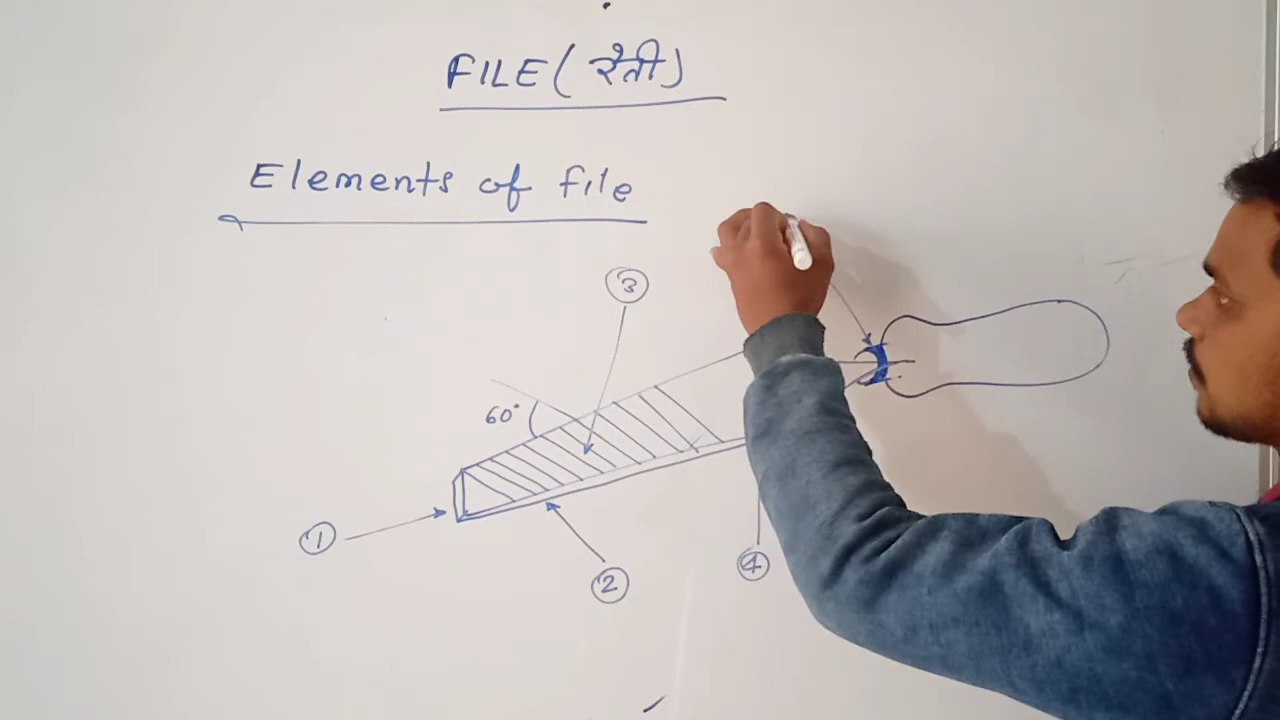 FILE (रेती)
Elements of file
③
60°
①
②
④